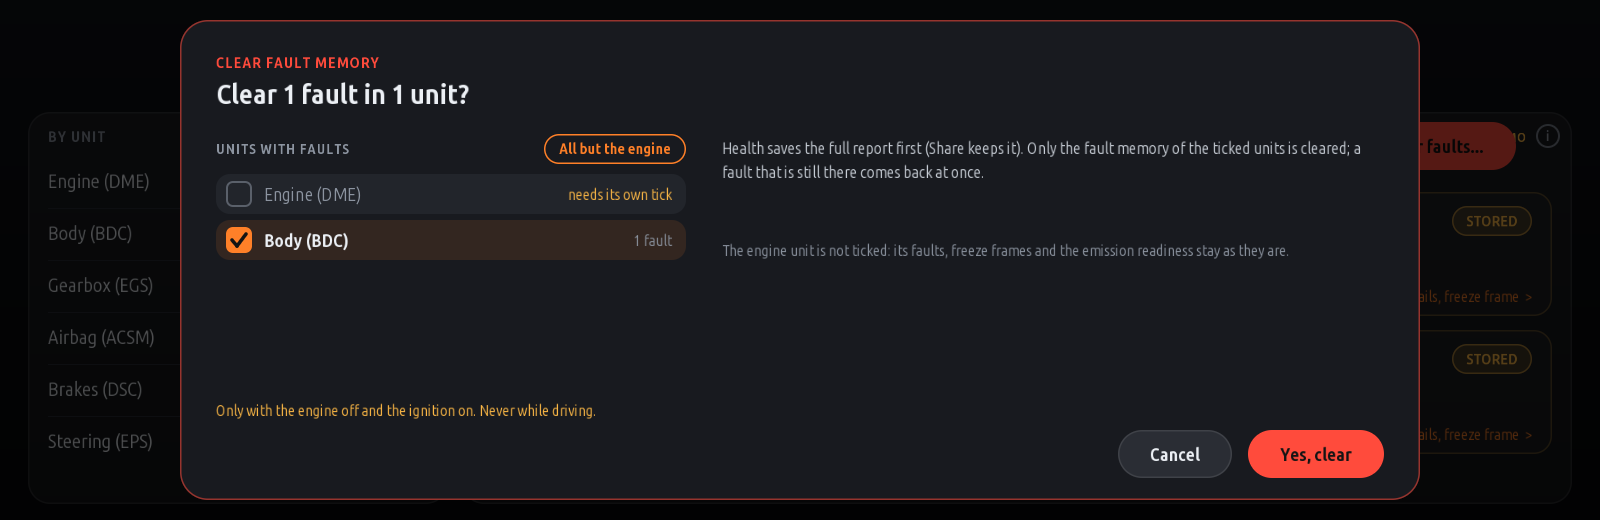 CLEAR FAULT MEMORY
Clear 1 fault in 1 unit?
UNITS WITH FAULTS
All but the engine
Engine (DME)
needs its own tick
Body (BDC)
1 fault
Health saves the full report first (Share keeps it). Only the fault memory of the ticked units is cleared; a
fault that is still there comes back at once.
The engine unit is not ticked: its faults, freeze frames and the emission readiness stay as they are.
Only with the engine off and the ignition on. Never while driving.
Cancel
Yes, clear
BY UNIT
Engine (DME)
Body (BDC)
Gearbox (EGS)
Airbag (ACSM)
Brakes (DSC)
Steering (EPS)
faults...
i
STORED
freeze frame >
STORED
freeze frame >